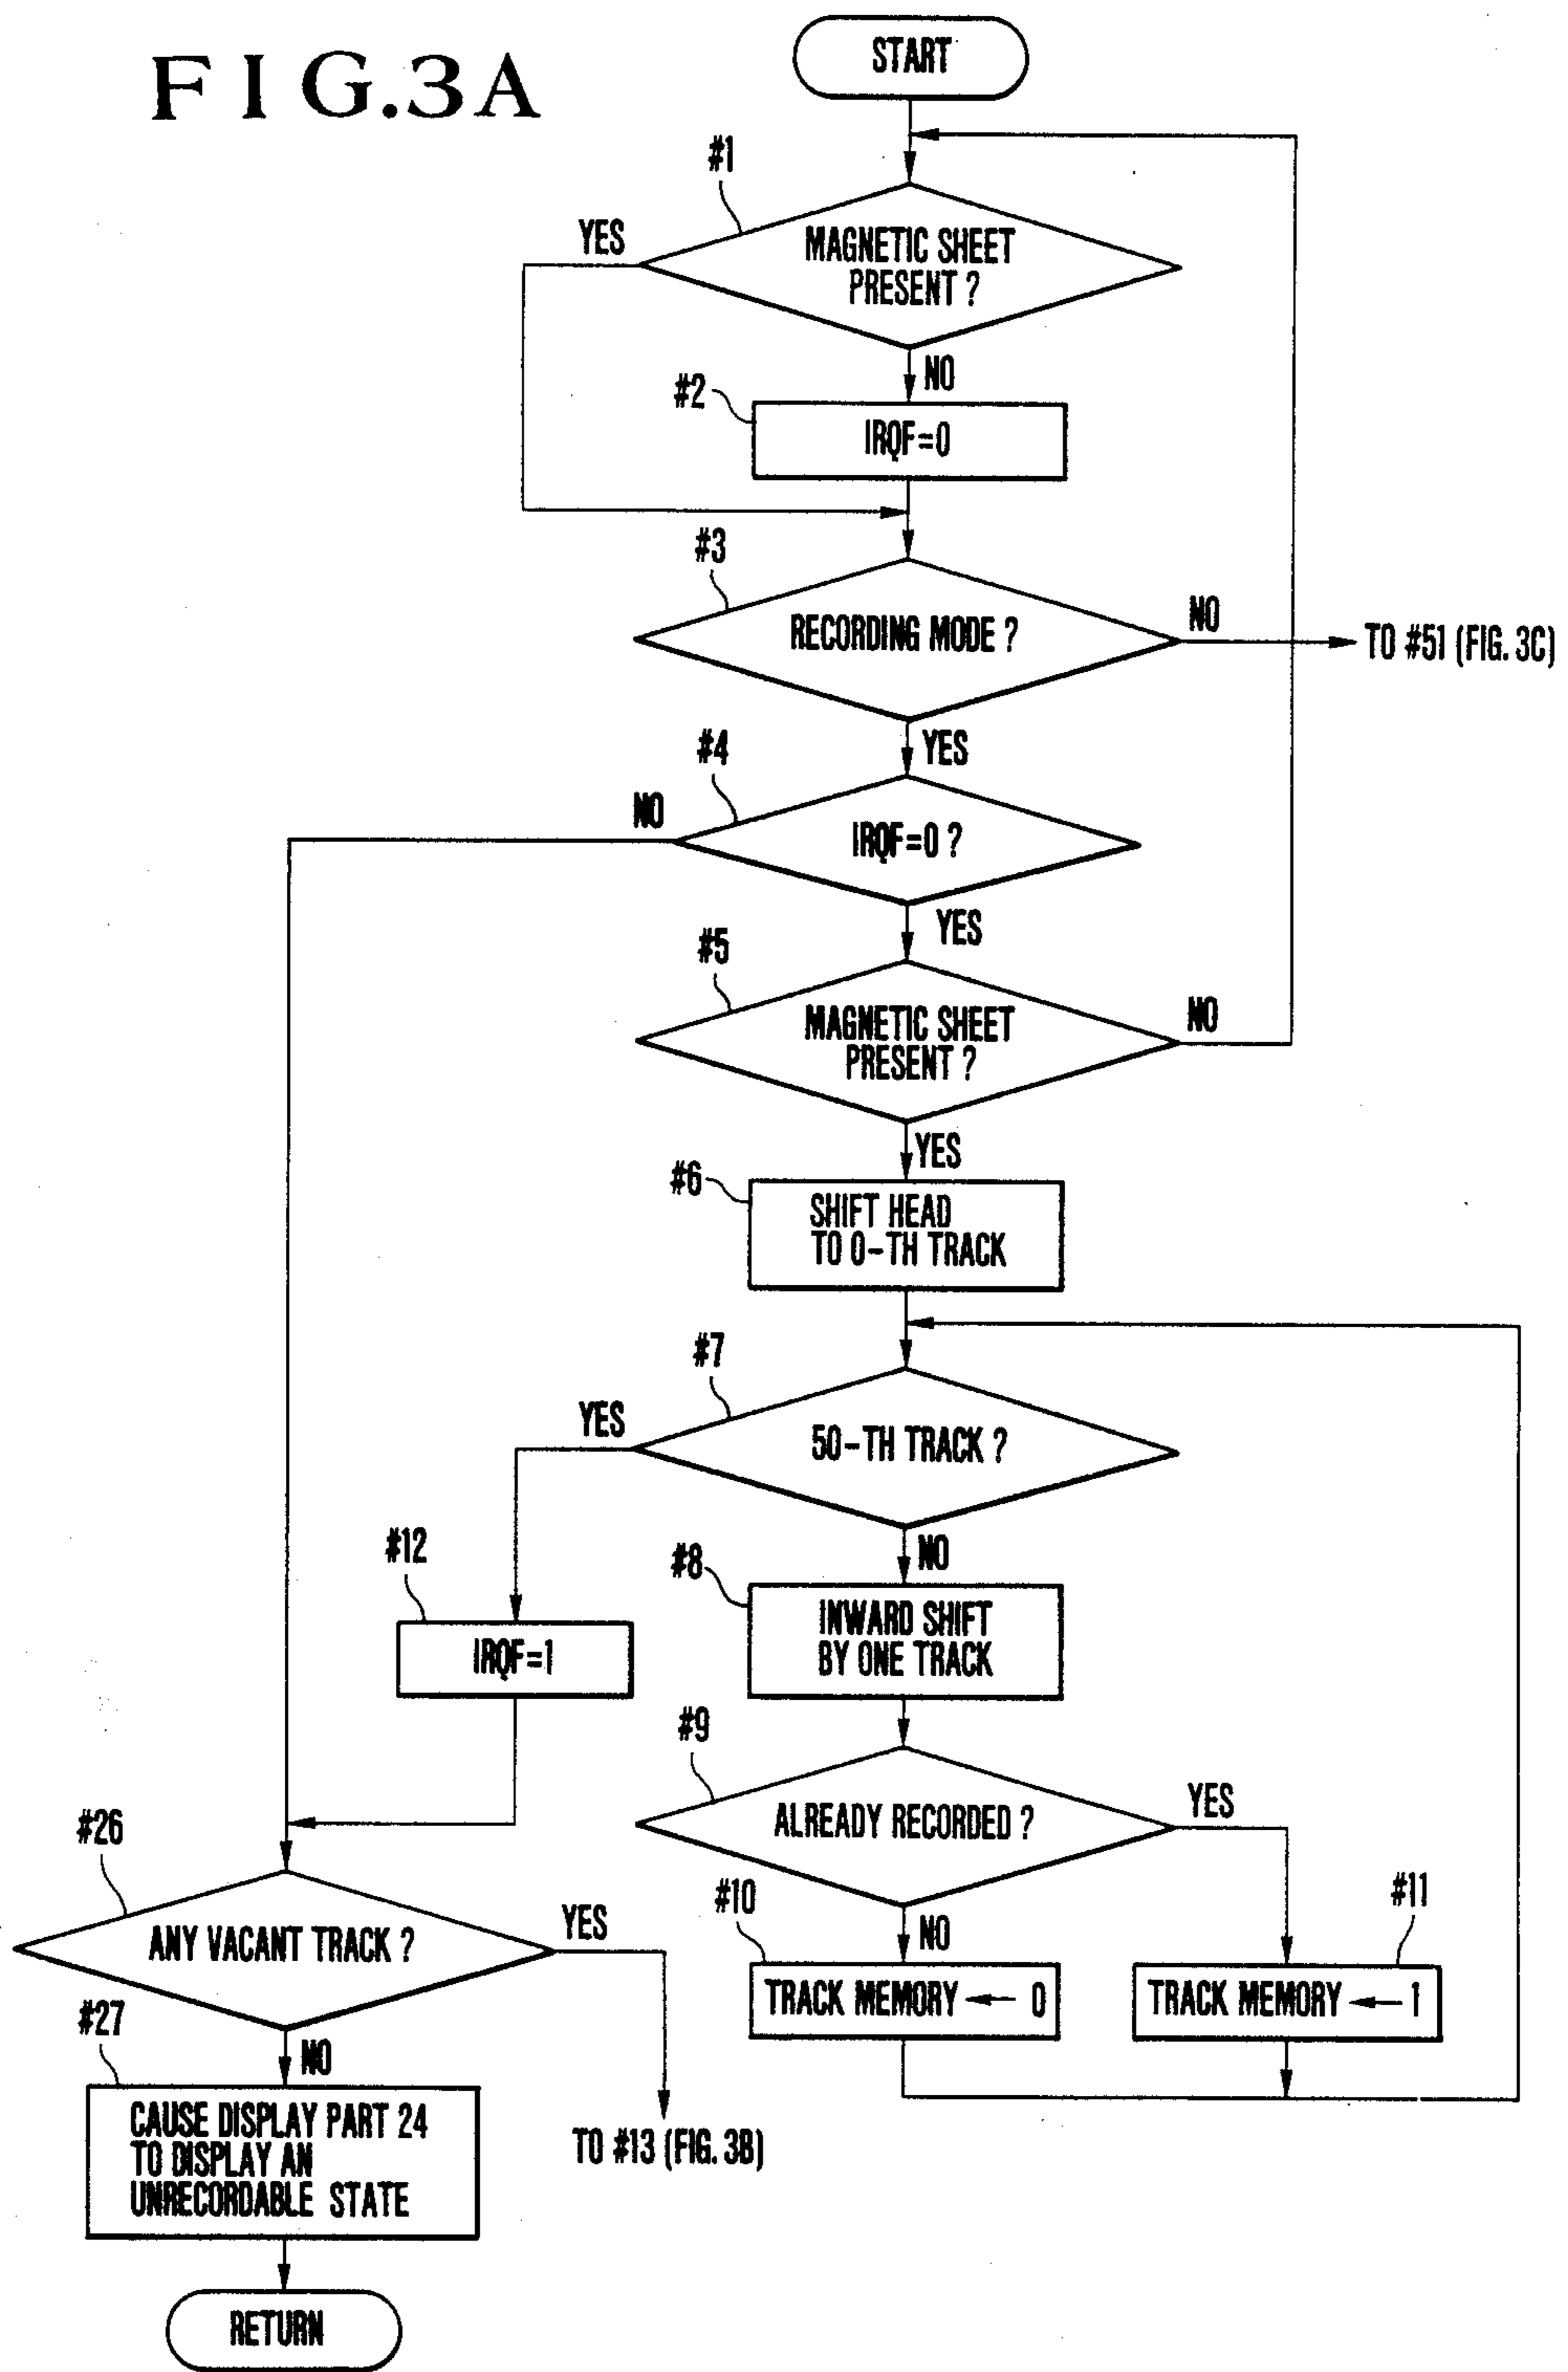 FIG.3A
START
#1
YES
MAGNETIC SHEET
PRESENT ?
NO
#2
IRQF=0
#3
RECORDING MODE ?
NO
TO #51 (FIG. 3C)
YES
#4
NO
IRQF=0 ?
YES
#5
MAGNETIC SHEET
PRESENT ?
NO
YES
#6
SHIFT HEAD
TO 0-TH TRACK
#7
YES
50-TH TRACK ?
NO
#12
IRQF=1
#8
INWARD SHIFT
BY ONE TRACK
#9
ALREADY RECORDED ?
YES
#26
ANY VACANT TRACK ?
YES
#10
NO
#11
TRACK MEMORY ← 0
TRACK MEMORY ← 1
#27
NO
CAUSE DISPLAY PART 24
TO DISPLAY AN
UNRECORDABLE STATE
TO #13 (FIG. 3B)
RETURN